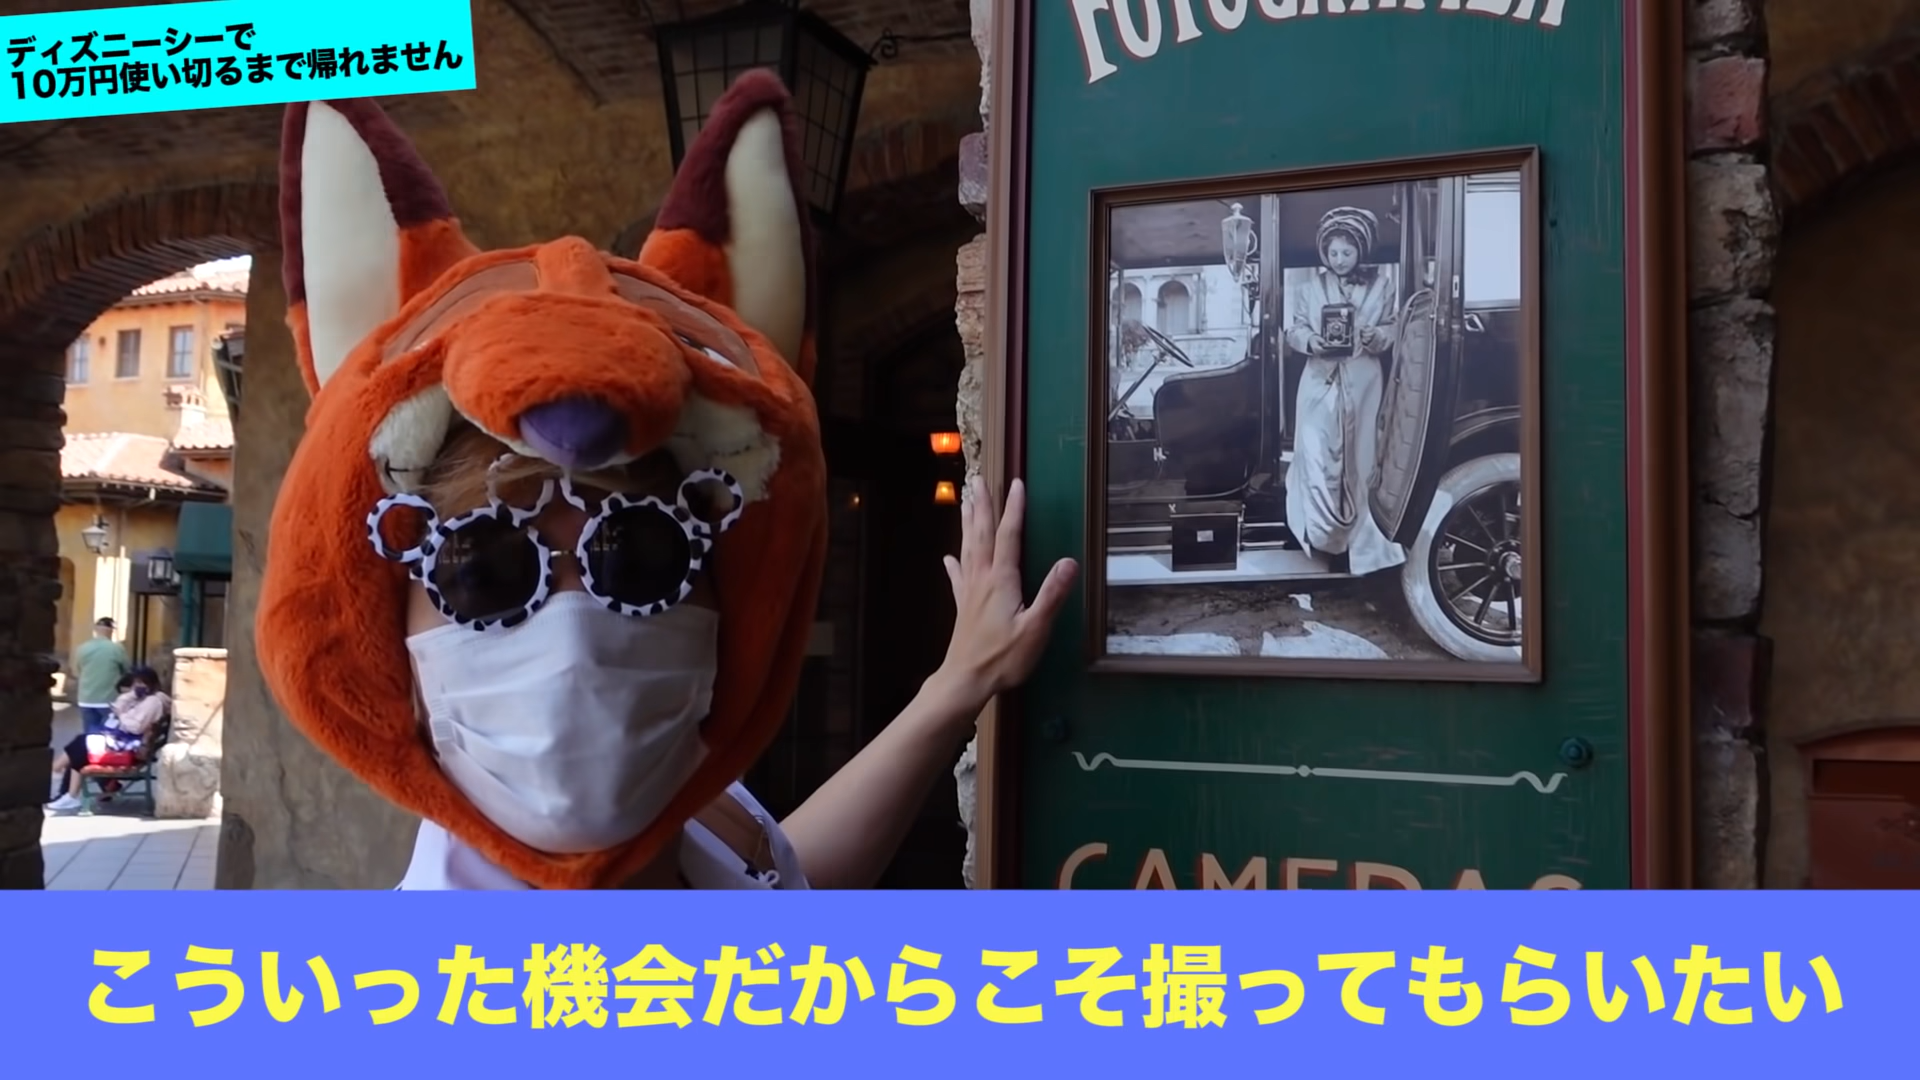 ディズニーシーで
10万円使い切るまで帰れません
こういった機会だからこそ撮ってもらいたい